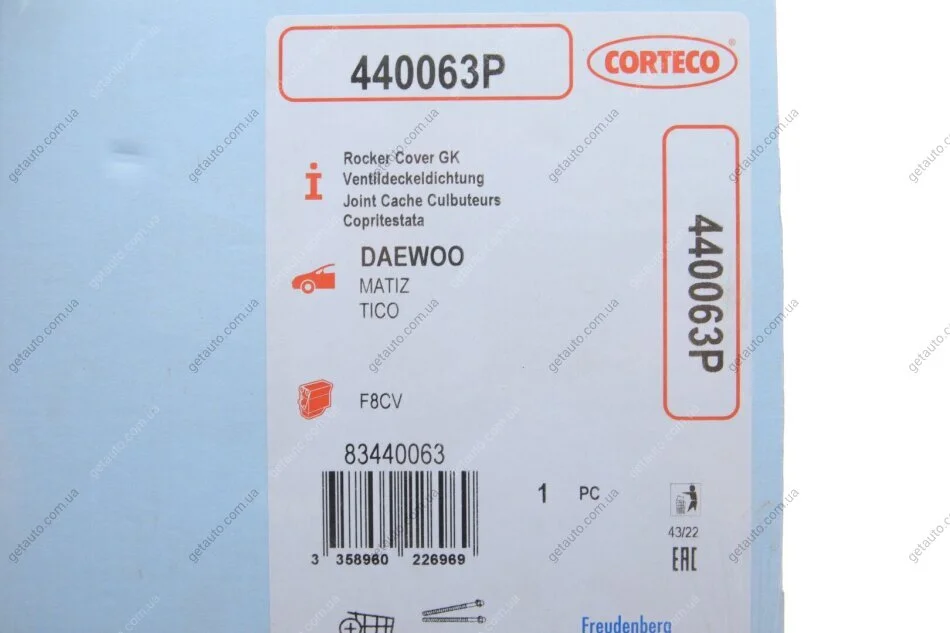 440063P
CORTECO®
Rocker Cover GK
Ventildeckeldichtung
Joint Cache Culbuteurs
Copritestata
440063P
DAEWOO
MATIZ
TICO
F8CV
83440063
1 PC
43/22
EAC
3 358960 226969
Freudenberg
getauto.com.ua